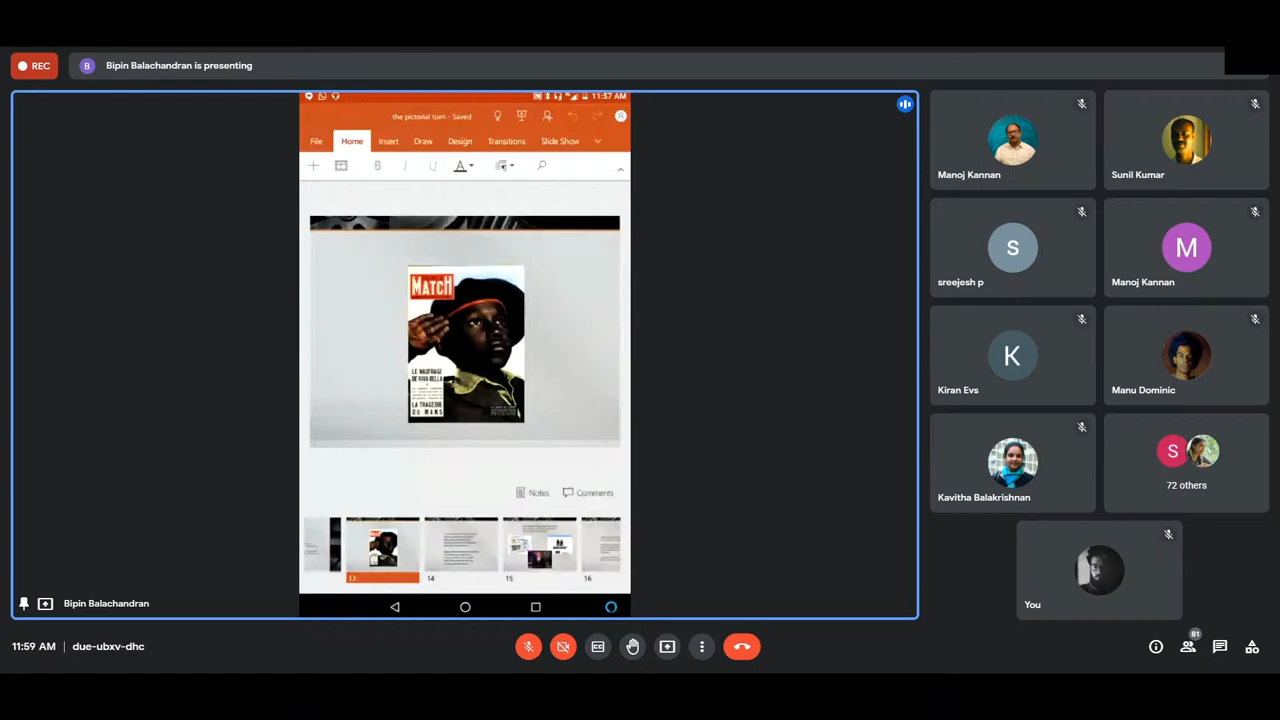 REC
B
Bipin Balachandran is presenting
11:57 AM
the pictorial turn - Saved
File
Home
Insert
Draw
Design
Transitions
Slide Show
B
I
U
A
MATCH
LE NAUFRAGE
LA TRAGEDIE
DU MANS
Notes
Comments
13
14
15
16
Bipin Balachandran
Manoj Kannan
Sunil Kumar
S
sreejesh p
M
Manoj Kannan
K
Kiran Evs
Manu Dominic
Kavitha Balakrishnan
S
72 others
You
11:59 AM
due-ubxv-dhc
CC
81